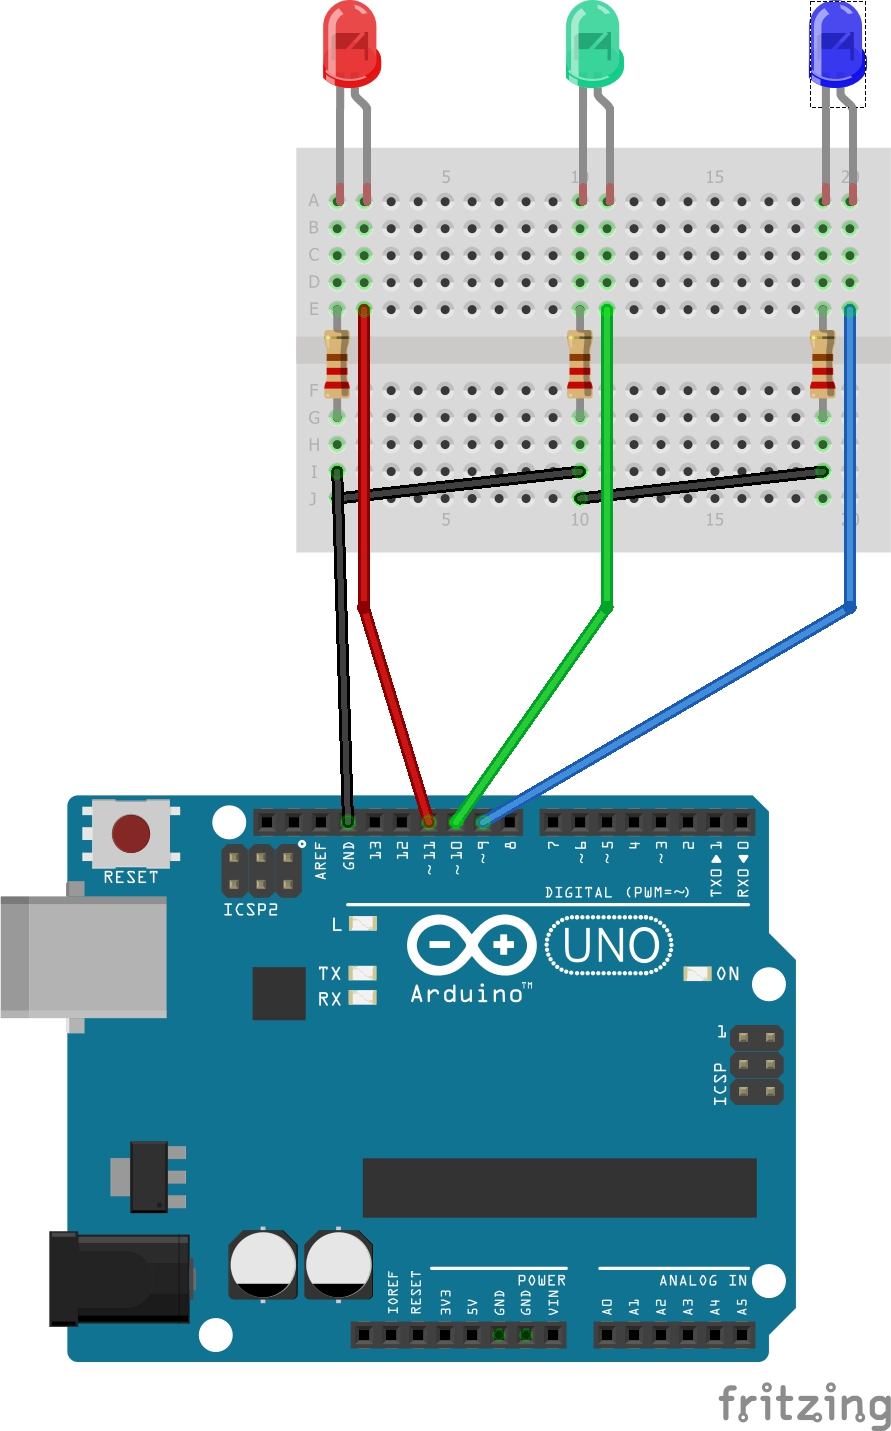 5 10 15 20
A
B
C
D
E
F
G
H
I
J
5 10 15 20
RESET
ICSP2
AREF
GND
13
12
~11
~10
~9
8
7
~6
~5
4
~3
2
TX0▶1
RX0◀0
DIGITAL (PWM=~)
L
TX
RX
UNO
Arduino™
ON
1
ICSP
IOREF
RESET
3V3
5V
GND
GND
VIN
POWER
ANALOG IN
A0
A1
A2
A3
A4
A5
fritzing